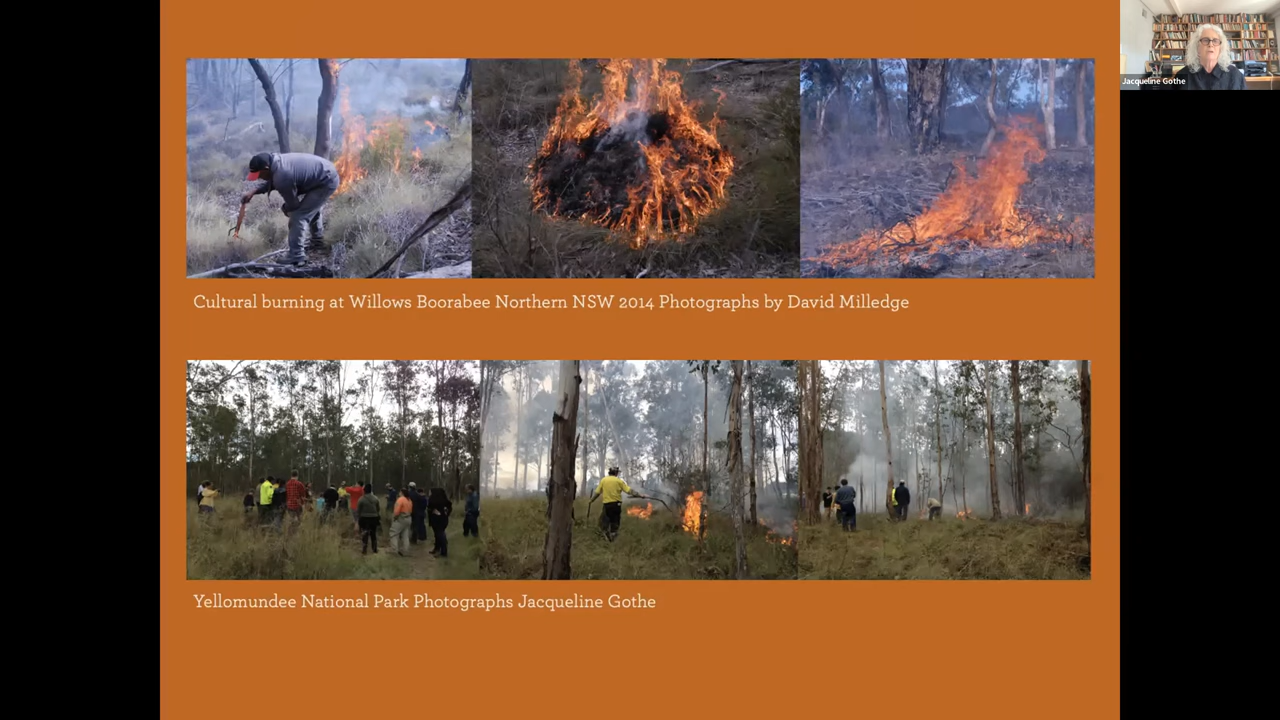 Jacqueline Gothe
Cultural burning at Willows Boorabee Northern NSW 2014 Photographs by David Milledge
Yellomundee National Park Photographs Jacqueline Gothe